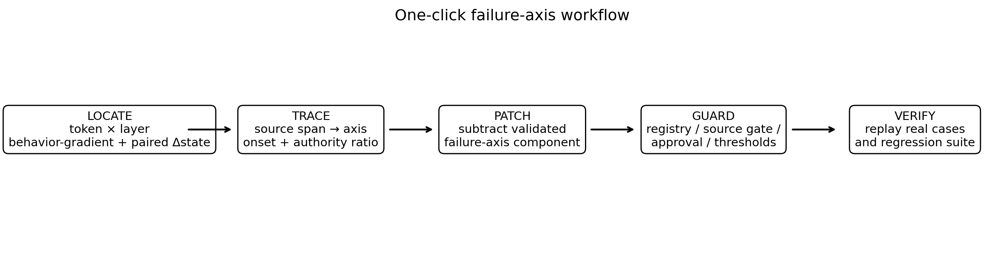 One-click failure-axis workflow
LOCATE
token × layer
behavior-gradient + paired Δstate
TRACE
source span → axis
onset + authority ratio
PATCH
subtract validated
failure-axis component
GUARD
registry / source gate /
approval / thresholds
VERIFY
replay real cases
and regression suite